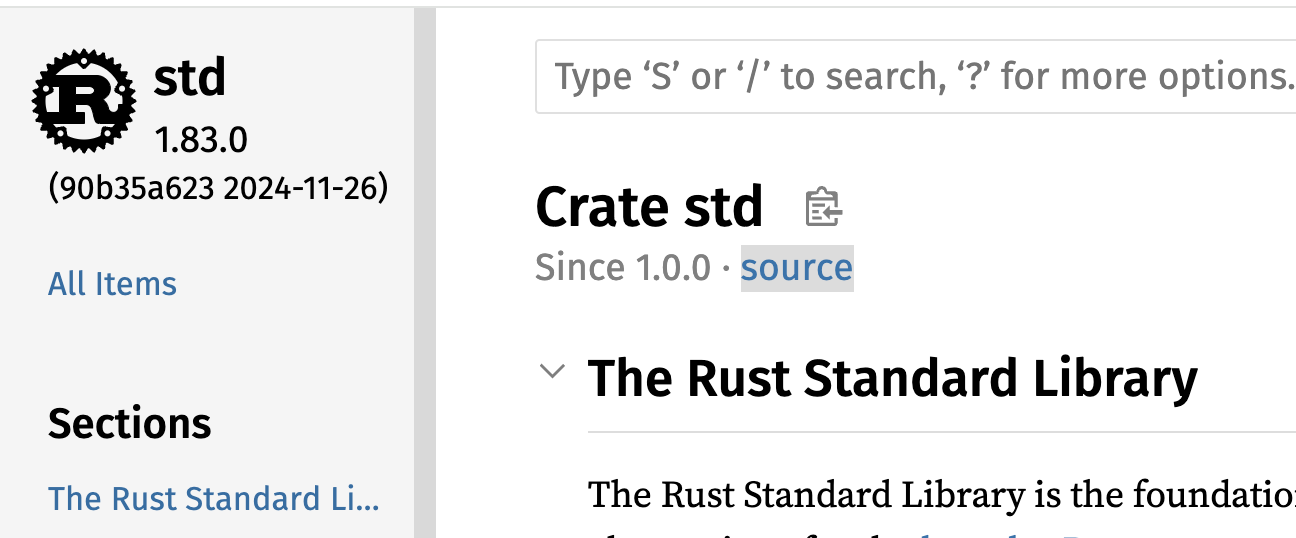 std
1.83.0
(90b35a623 2024-11-26)
All Items
Sections
The Rust Standard Li...
Type ‘S’ or ‘/’ to search, ‘?’ for more options.
Crate std
Since 1.0.0 · source
The Rust Standard Library
The Rust Standard Library is the foundatio